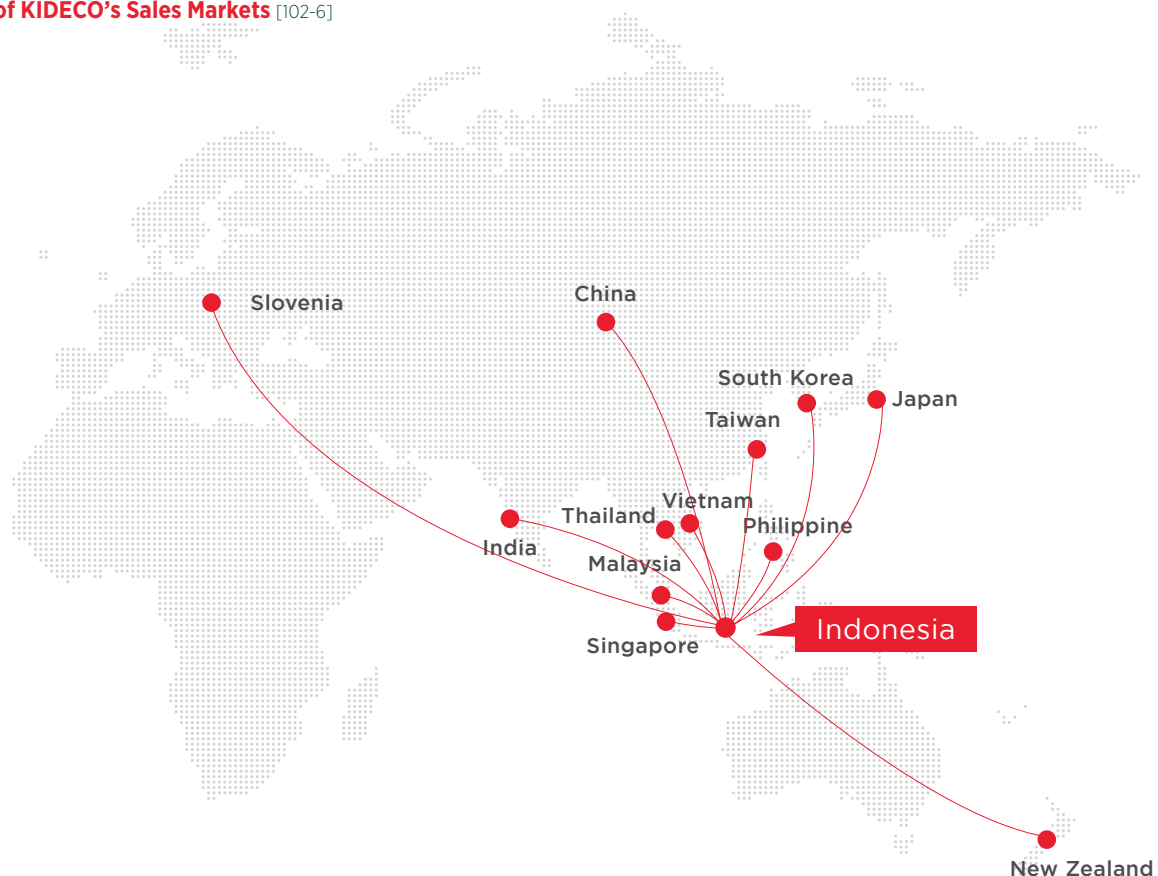 of KIDECO's Sales Markets [102-6]
Slovenia
China
South Korea
Japan
Taiwan
Vietnam
Thailand
Philippine
India
Malaysia
Indonesia
Singapore
New Zealand